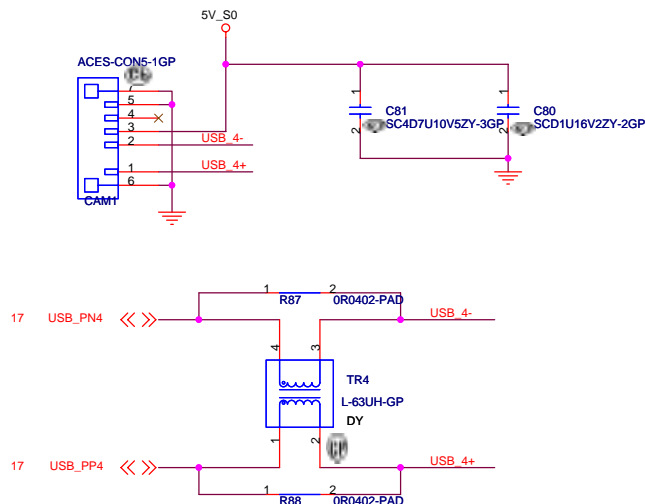 5V_S0
ACES-CON5-1GP
7
5
4
3
2 USB_4-
1 USB_4+
6
CAM1
1 1
C81 C80
SC4D7U10V5ZY-3GP SCD1U16V2ZY-2GP
2 2
1 R87 2 0R0402-PAD
17 USB_PN4 USB_4-
4 3
TR4
L-63UH-GP
DY
1 2
17 USB_PP4 USB_4+
1 R88 2 0R0402-PAD